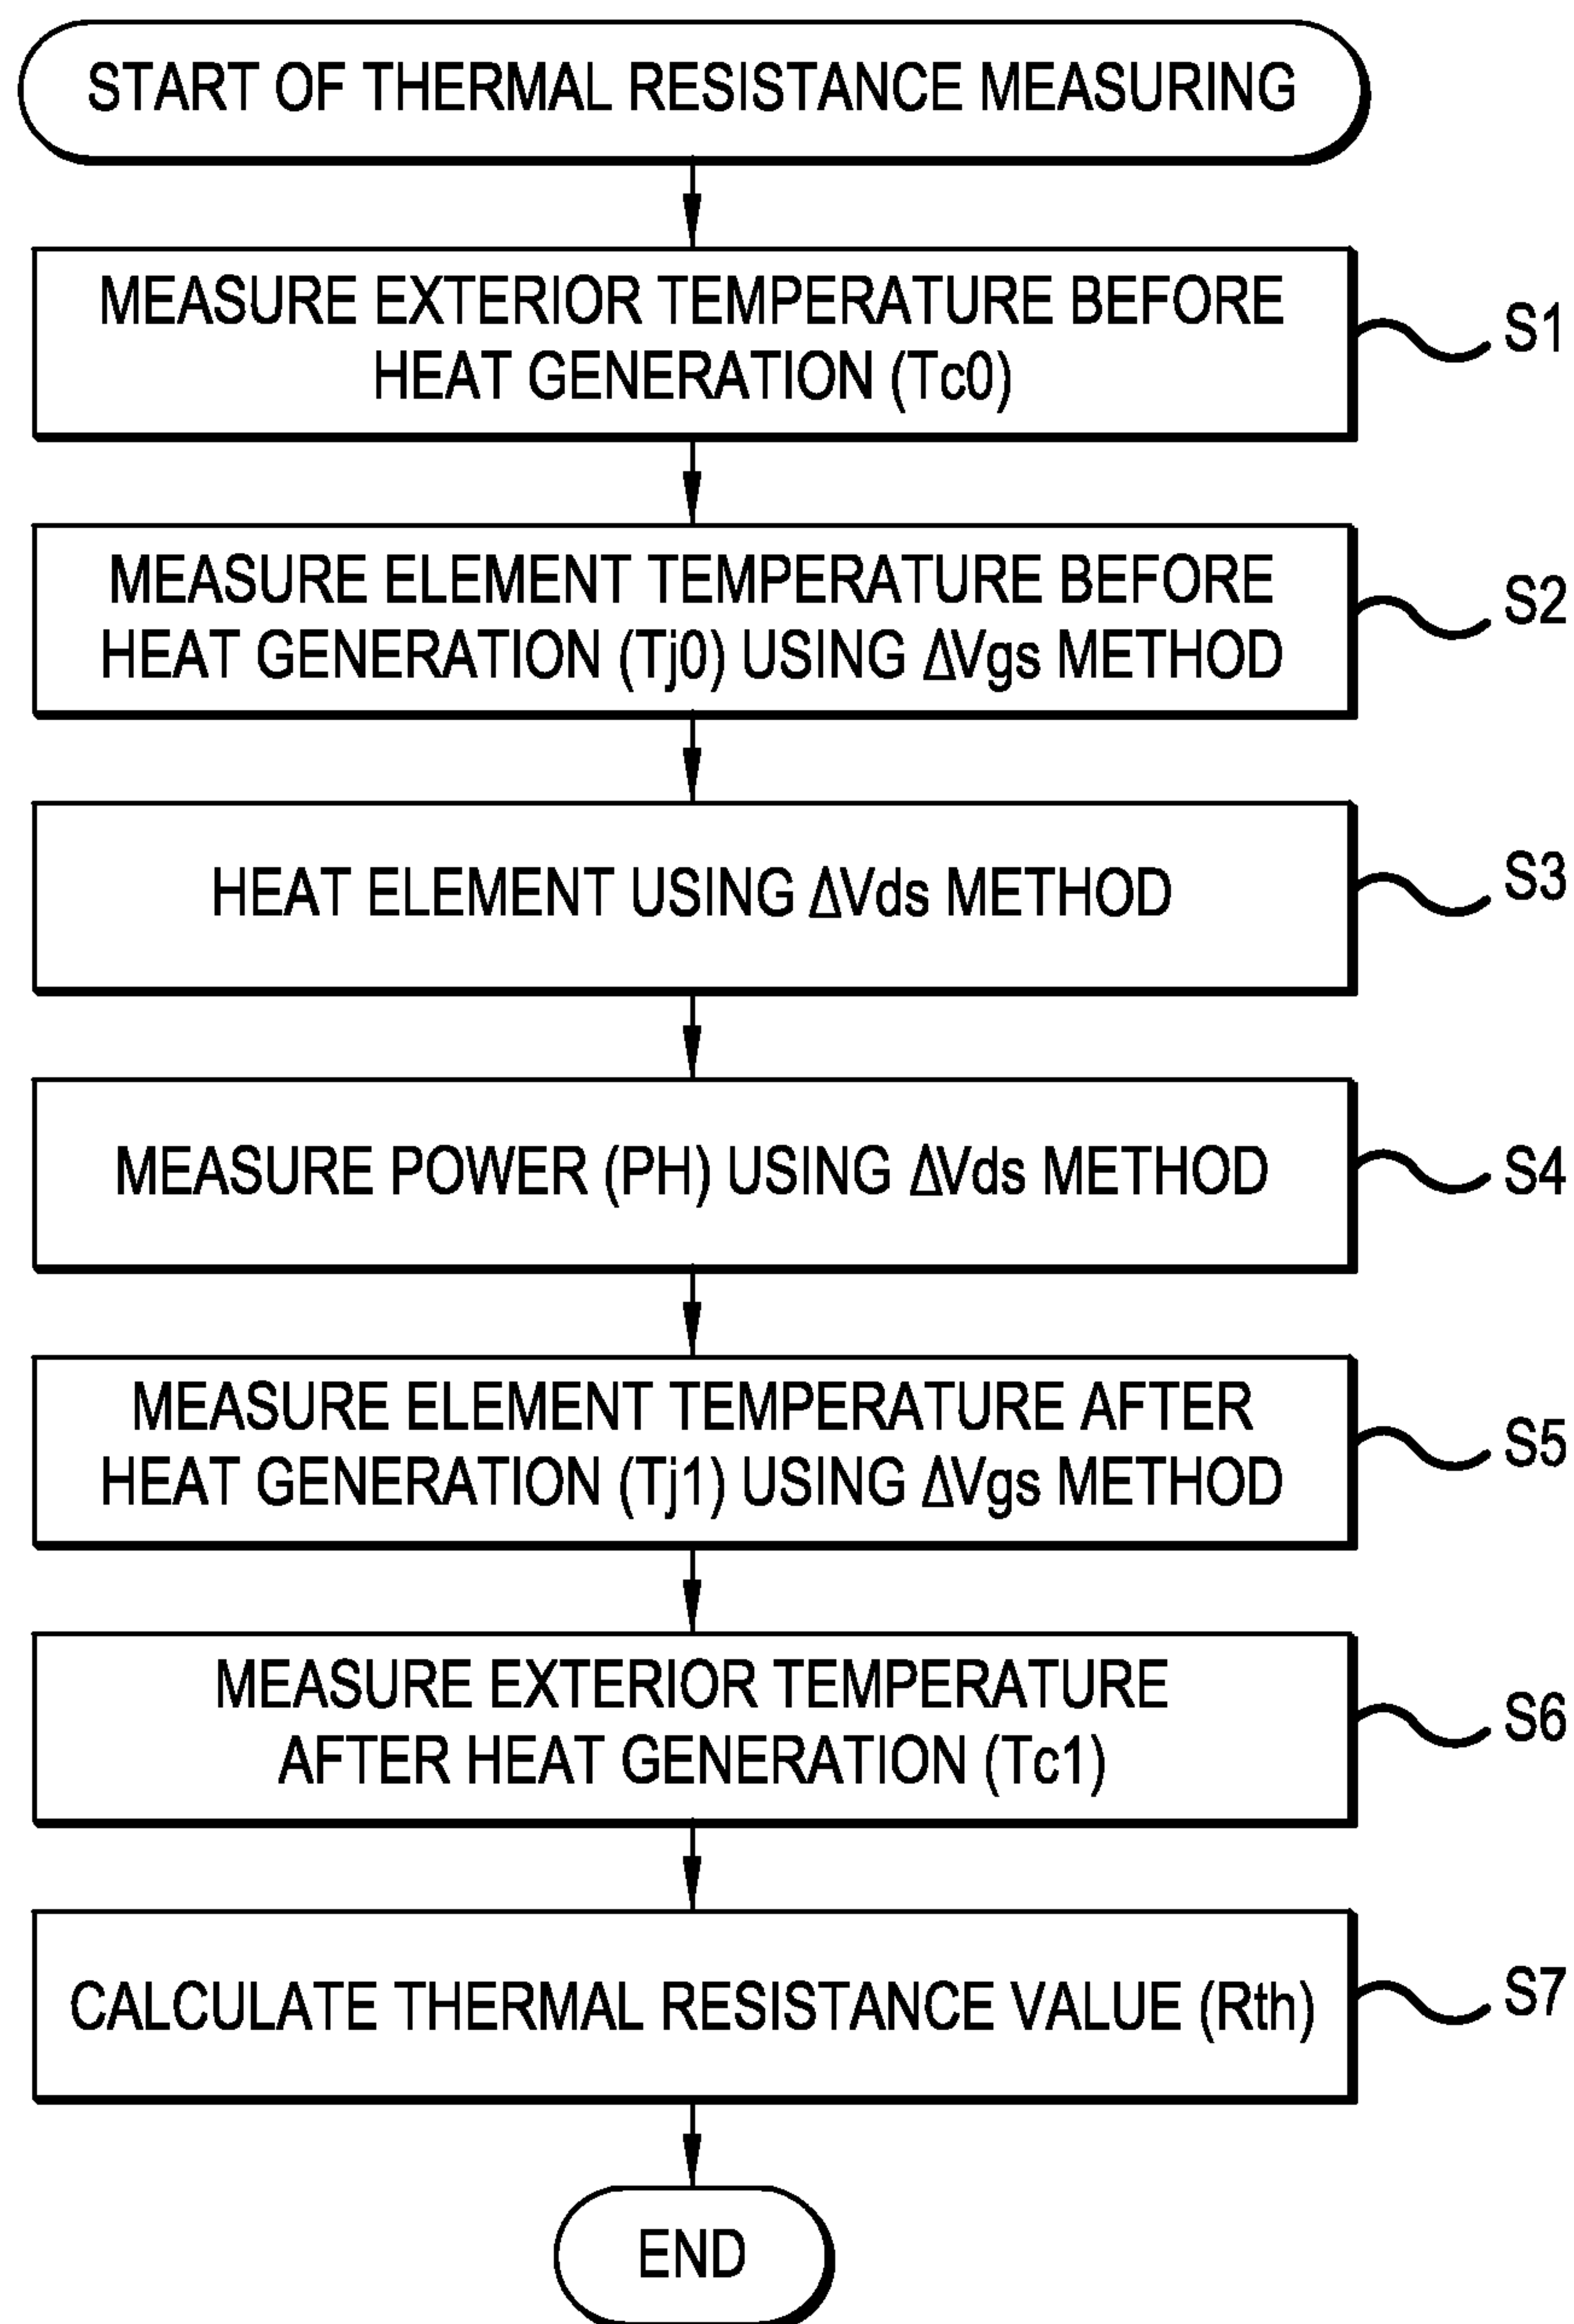 START OF THERMAL RESISTANCE MEASURING
MEASURE EXTERIOR TEMPERATURE BEFORE
HEAT GENERATION (Tc0)
S1
MEASURE ELEMENT TEMPERATURE BEFORE
HEAT GENERATION (Tj0) USING ΔVgs METHOD
S2
HEAT ELEMENT USING ΔVds METHOD
S3
MEASURE POWER (PH) USING ΔVds METHOD
S4
MEASURE ELEMENT TEMPERATURE AFTER
HEAT GENERATION (Tj1) USING ΔVgs METHOD
S5
MEASURE EXTERIOR TEMPERATURE
AFTER HEAT GENERATION (Tc1)
S6
CALCULATE THERMAL RESISTANCE VALUE (Rth)
S7
END